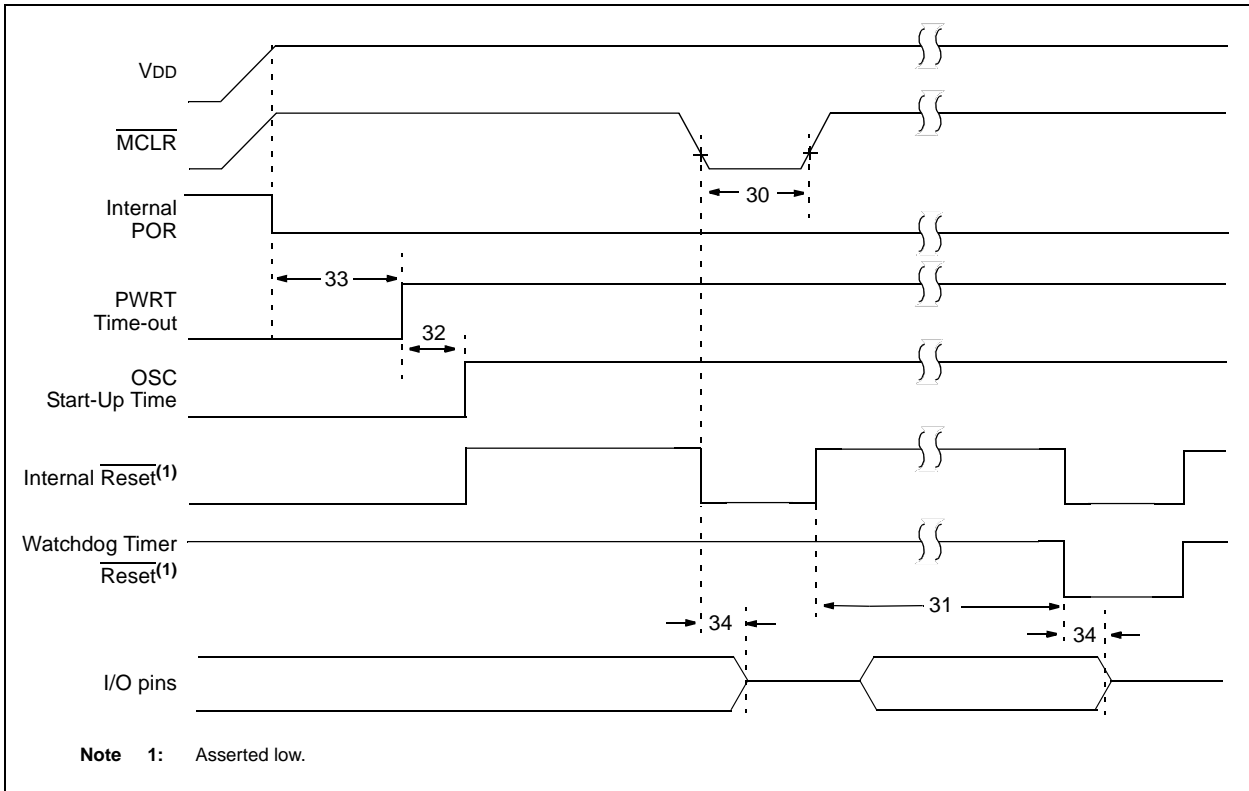 VDD
MCLR
Internal
POR
30
33
PWRT
Time-out
32
OSC
Start-Up Time
Internal Reset(1)
Watchdog Timer
Reset(1)
31
34
34
I/O pins
Note 1: Asserted low.